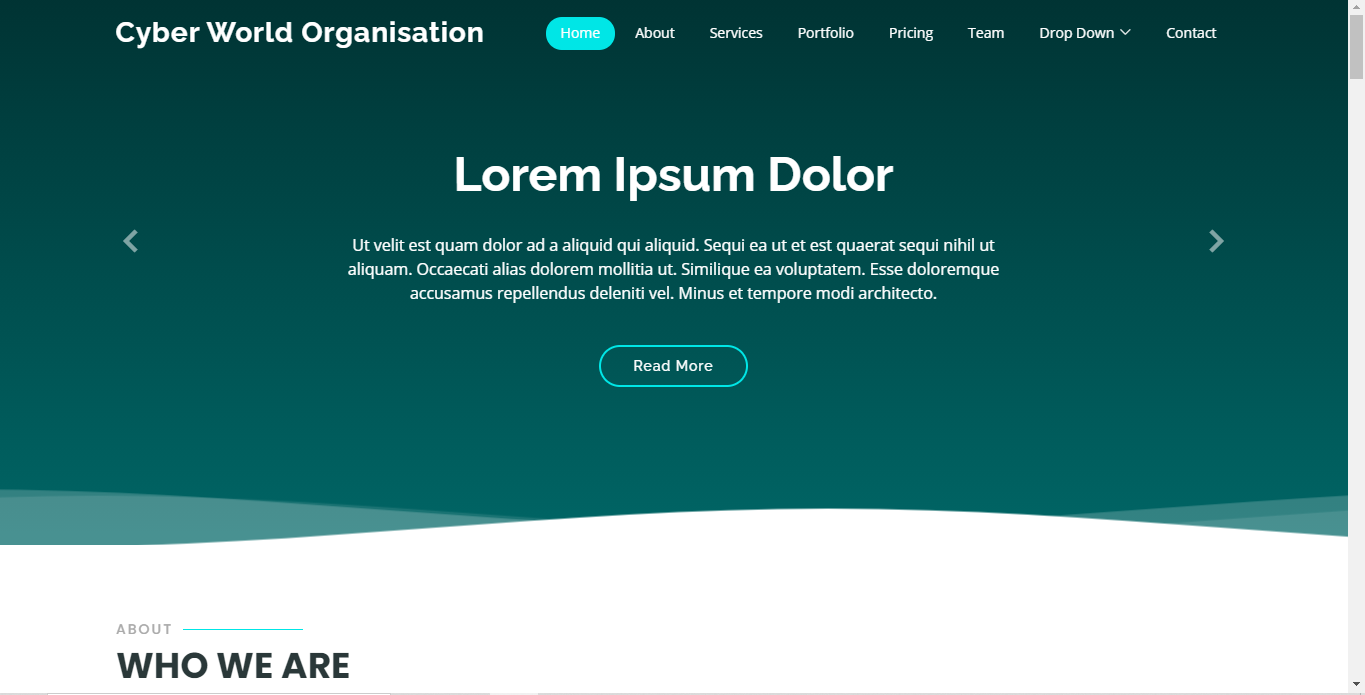 Cyber World Organisation
Home About Services Portfolio Pricing Team Drop Down Contact
Lorem Ipsum Dolor
Ut velit est quam dolor ad a aliquid qui aliquid. Sequi ea ut et est quaerat sequi nihil ut
aliquam. Occaecati alias dolorem mollitia ut. Similique ea voluptatem. Esse doloremque
accusamus repellendus deleniti vel. Minus et tempore modi architecto.
Read More
ABOUT
WHO WE ARE